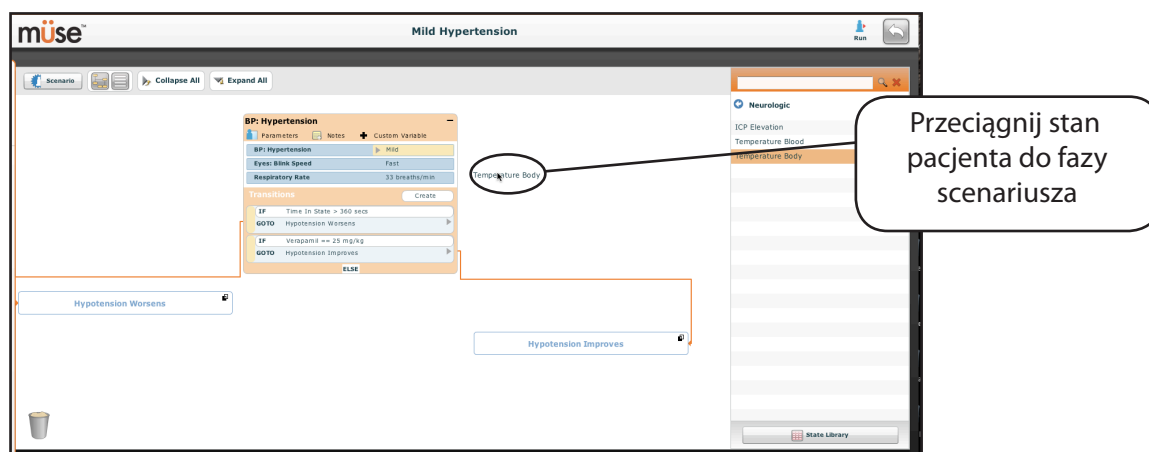 müse™
Mild Hypertension
Run
Scenario
Collapse All
Expand All
Neurologic
ICP Elevation
Temperature Blood
Temperature Body
BP: Hypertension
Parameters Notes Custom Variable
BP: Hypertension Mild
Eyes: Blink Speed Fast
Respiratory Rate 33 breaths/min
Transitions Create
IF Time In State > 360 secs
GOTO Hypotension Worsens
IF Verapamil == 25 mg/kg
GOTO Hypotension Improves
ELSE
Temperature Body
Hypotension Worsens
Hypotension Improves
State Library
Przeciągnij stan
pacjenta do fazy
scenariusza